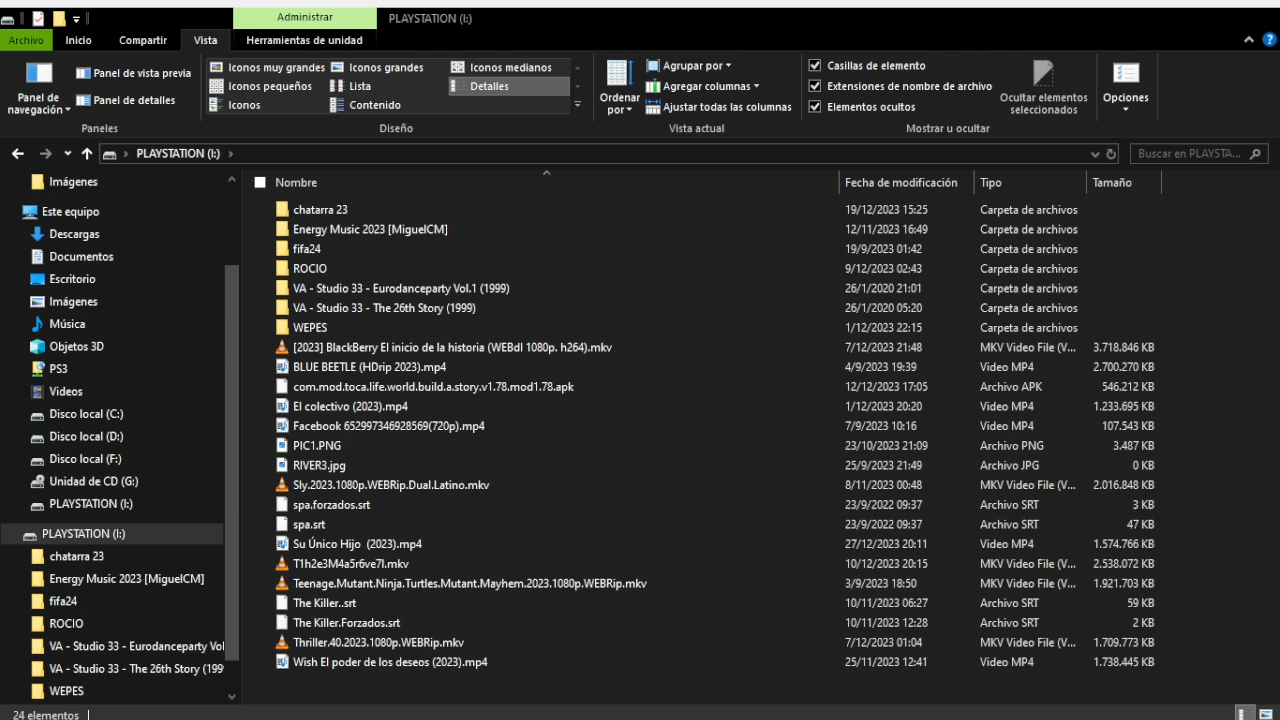 Administrar PLAYSTATION (I:)
Archivo Inicio Compartir Vista Herramientas de unidad
Panel de navegación
Panel de vista previa
Panel de detalles
Paneles
Iconos muy grandes Iconos grandes Iconos medianos
Iconos pequeños Lista Detalles
Iconos Contenido
Diseño
Ordenar por
Agrupar por
Agregar columnas
Ajustar todas las columnas
Vista actual
Casillas de elemento
Extensiones de nombre de archivo
Elementos ocultos
Ocultar elementos seleccionados
Mostrar u ocultar
Opciones
PLAYSTATION (I:)
Buscar en PLAYSTA...
Imágenes
Este equipo
Descargas
Documentos
Escritorio
Imágenes
Música
Objetos 3D
PS3
Videos
Disco local (C:)
Disco local (D:)
Disco local (F:)
Unidad de CD (G:)
PLAYSTATION (I:)
PLAYSTATION (I:)
chatarra 23
Energy Music 2023 [MiguelCM]
fifa24
ROCIO
VA - Studio 33 - Eurodanceparty Vol
VA - Studio 33 - The 26th Story (199
WEPES
Nombre Fecha de modificación Tipo Tamaño
chatarra 23 19/12/2023 15:25 Carpeta de archivos
Energy Music 2023 [MiguelCM] 12/11/2023 16:49 Carpeta de archivos
fifa24 19/9/2023 01:42 Carpeta de archivos
ROCIO 9/12/2023 02:43 Carpeta de archivos
VA - Studio 33 - Eurodanceparty Vol.1 (1999) 26/1/2020 21:01 Carpeta de archivos
VA - Studio 33 - The 26th Story (1999) 26/1/2020 05:20 Carpeta de archivos
WEPES 1/12/2023 22:15 Carpeta de archivos
[2023] BlackBerry El inicio de la historia (WEBdl 1080p. h264).mkv 7/12/2023 21:48 MKV Video File (V... 3.718.846 KB
BLUE BEETLE (HDrip 2023).mp4 4/9/2023 19:39 Video MP4 2.700.270 KB
com.mod.toca.life.world.build.a.story.v1.78.mod1.78.apk 12/12/2023 17:05 Archivo APK 546.212 KB
El colectivo (2023).mp4 1/12/2023 20:20 Video MP4 1.233.695 KB
Facebook 652997346928569(720p).mp4 7/9/2023 10:16 Video MP4 107.543 KB
PIC1.PNG 23/10/2023 21:09 Archivo PNG 3.487 KB
RIVER3.jpg 25/9/2023 21:49 Archivo JPG 0 KB
Sly.2023.1080p.WEBRip.Dual.Latino.mkv 8/11/2023 00:48 MKV Video File (V... 2.016.848 KB
spa.forzados.srt 23/9/2022 09:37 Archivo SRT 3 KB
spa.srt 23/9/2022 09:37 Archivo SRT 47 KB
Su Único Hijo (2023).mp4 27/12/2023 20:11 Video MP4 1.574.766 KB
T1h2e3M4a5r6ve7l.mkv 10/12/2023 20:15 MKV Video File (V... 2.538.072 KB
Teenage.Mutant.Ninja.Turtles.Mutant.Mayhem.2023.1080p.WEBRip.mkv 3/9/2023 18:50 MKV Video File (V... 1.921.703 KB
The Killer..srt 10/11/2023 06:27 Archivo SRT 59 KB
The Killer.Forzados.srt 10/11/2023 12:28 Archivo SRT 2 KB
Thriller.40.2023.1080p.WEBRip.mkv 7/12/2023 01:04 MKV Video File (V... 1.709.773 KB
Wish El poder de los deseos (2023).mp4 25/11/2023 12:41 Video MP4 1.738.445 KB
24 elementos